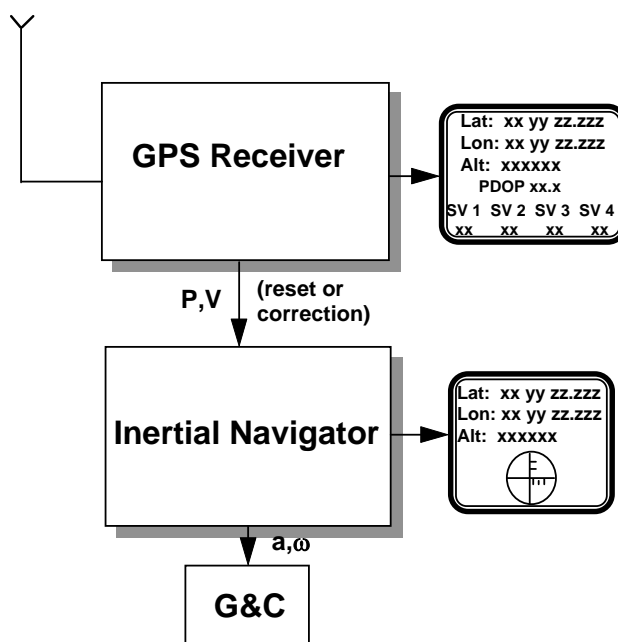 GPS Receiver
Lat: xx yy zz.zzz
Lon: xx yy zz.zzz
Alt: xxxxxx
PDOP xx.x
SV 1 SV 2 SV 3 SV 4
xx xx xx xx
P,V
(reset or
correction)
Inertial Navigator
Lat: xx yy zz.zzz
Lon: xx yy zz.zzz
Alt: xxxxxx
a,ω
G&C